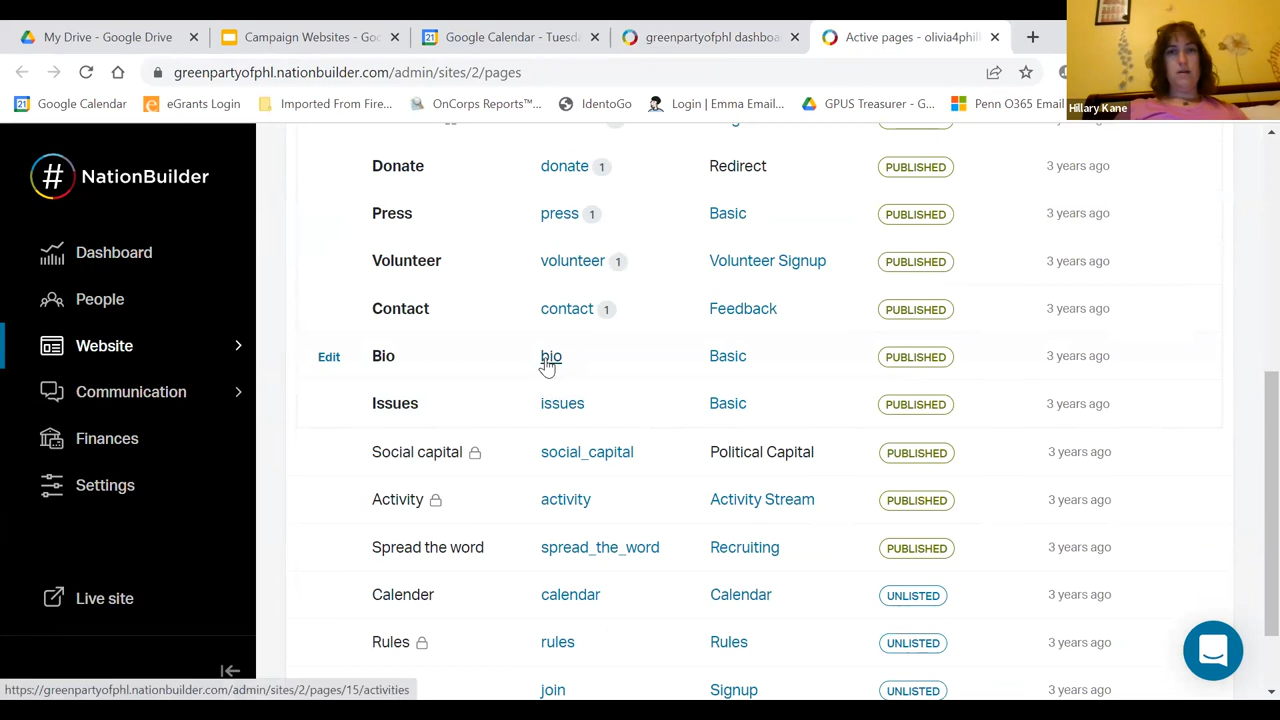 My Drive - Google Drive
Campaign Websites - Goo
Google Calendar - Tuesda
greenpartyofphl dashboa
Active pages - olivia4phill
greenpartyofphl.nationbuilder.com/admin/sites/2/pages
Google Calendar
eGrants Login
Imported From Fire...
OnCorps Reports™...
IdentoGo
Login | Emma Email...
GPUS Treasurer - G...
Penn O365 Email
Hillary Kane
# NationBuilder
Dashboard
People
Website
Communication
Finances
Settings
Live site
Donate donate 1 Redirect PUBLISHED 3 years ago
Press press 1 Basic PUBLISHED 3 years ago
Volunteer volunteer 1 Volunteer Signup PUBLISHED 3 years ago
Contact contact 1 Feedback PUBLISHED 3 years ago
Edit Bio bio Basic PUBLISHED 3 years ago
Issues issues Basic PUBLISHED 3 years ago
Social capital social_capital Political Capital PUBLISHED 3 years ago
Activity activity Activity Stream PUBLISHED 3 years ago
Spread the word spread_the_word Recruiting PUBLISHED 3 years ago
Calender calendar Calendar UNLISTED 3 years ago
Rules rules Rules UNLISTED 3 years ago
join Signup UNLISTED 3 years ago
https://greenpartyofphl.nationbuilder.com/admin/sites/2/pages/15/activities